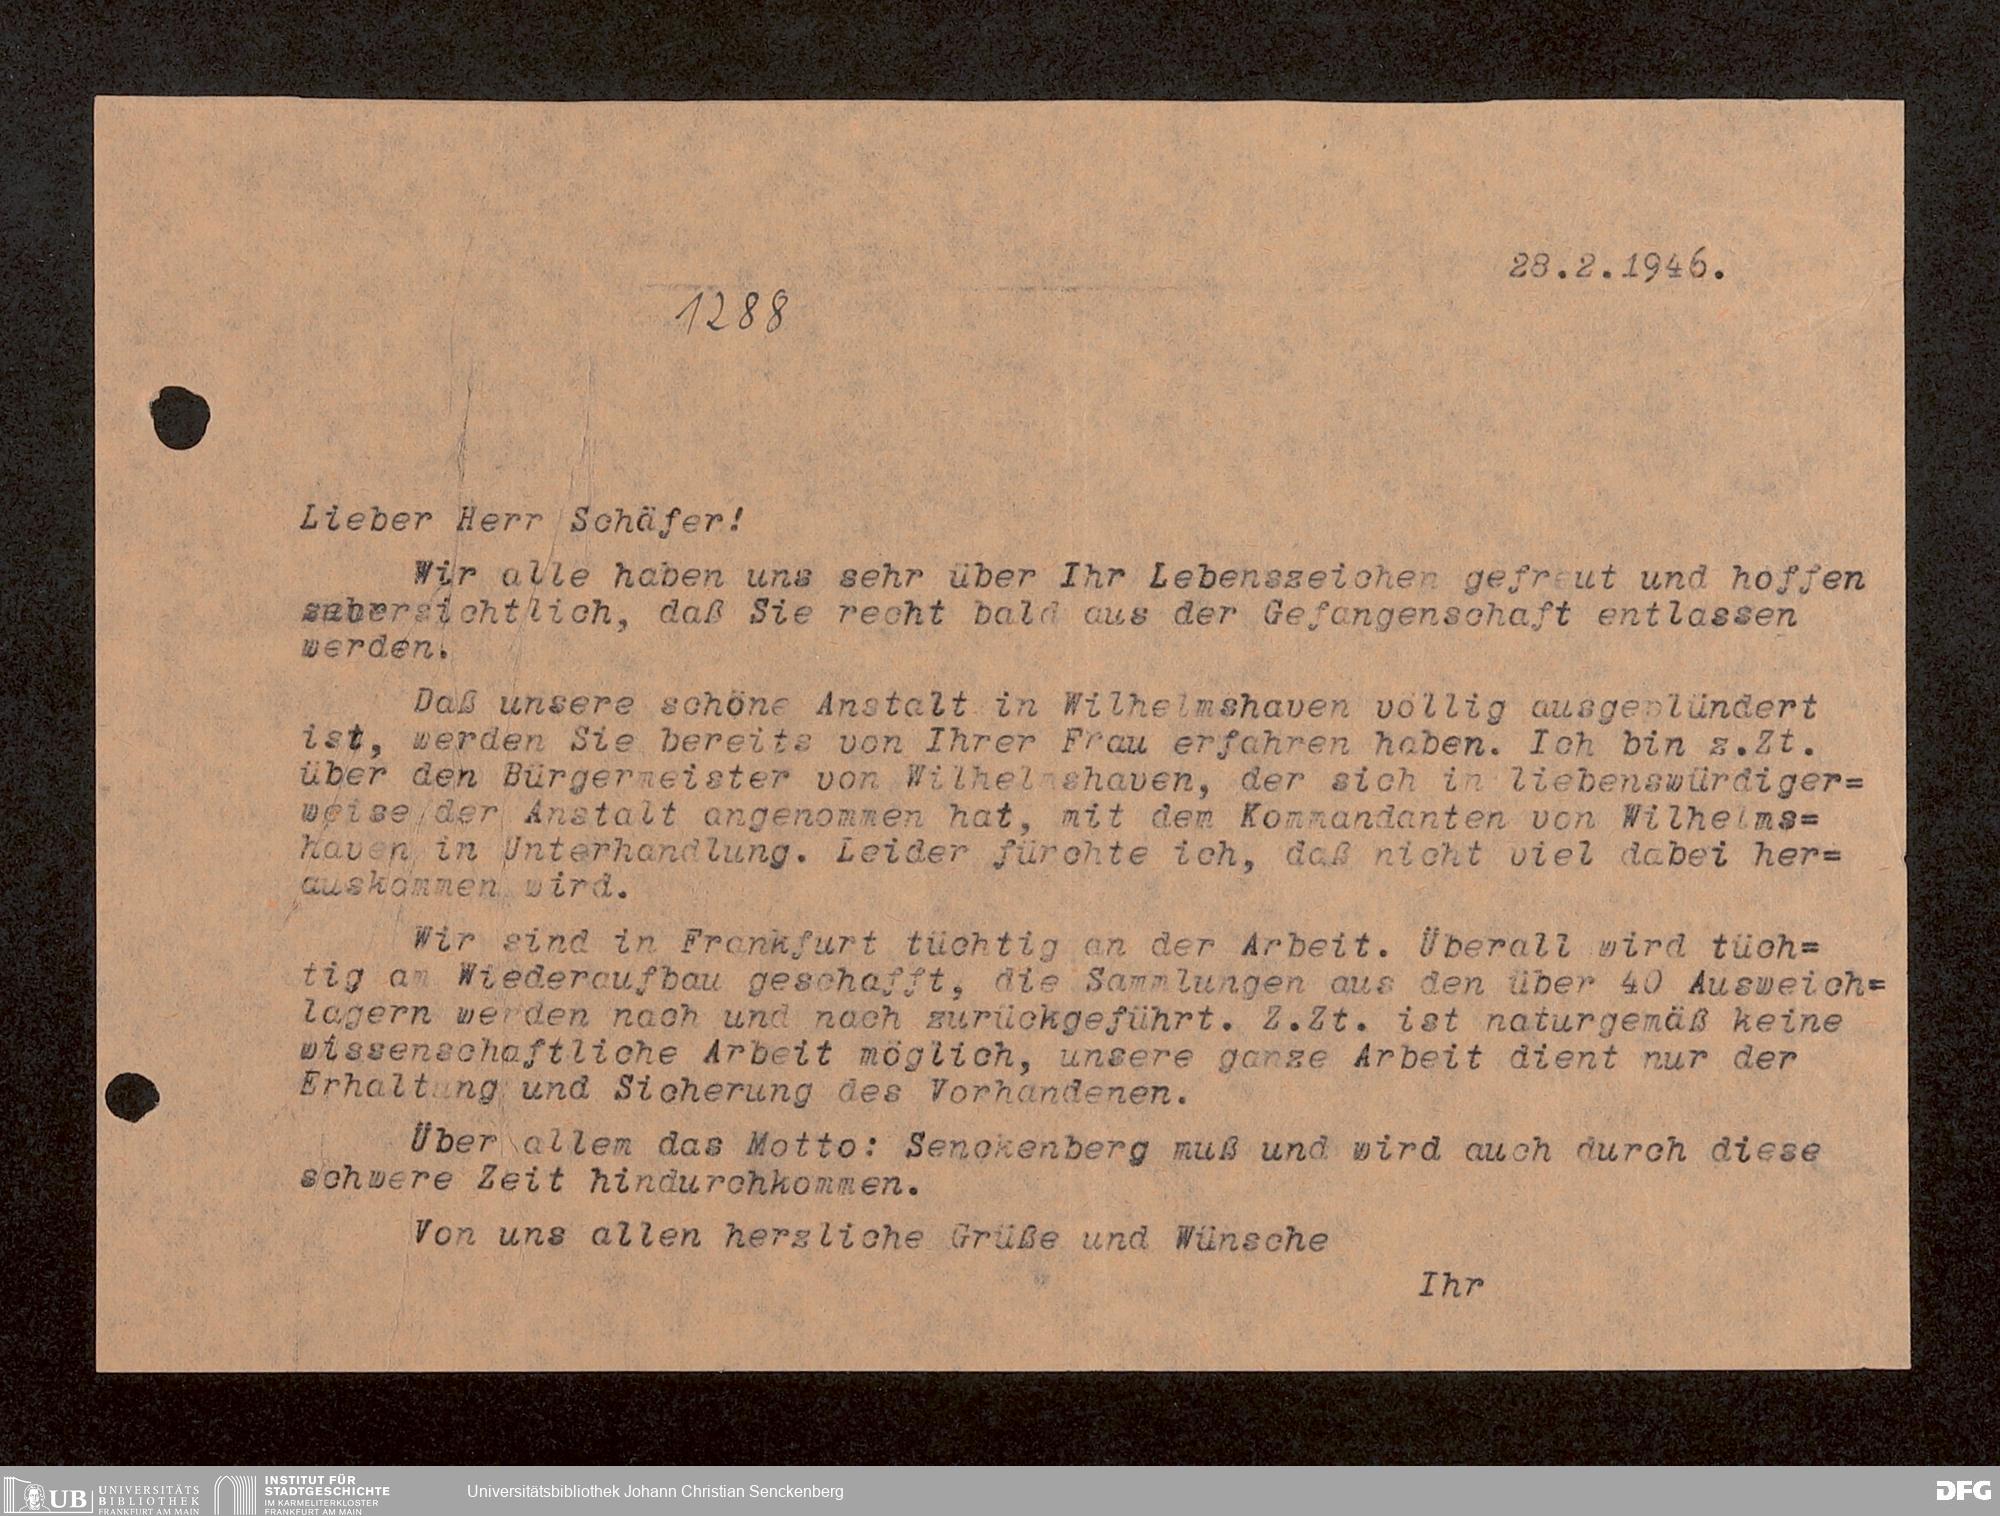 28.2.1946.
1288
Lieber Herr Schäfer!
Wir alle haben uns sehr über Ihr Lebenszeichen gefreut und hoffen
zubersichtlich, daß Sie recht bald aus der Gefangenschaft entlassen
werden.
Daß unsere schöne Anstalt in Wilhelmshaven völlig ausgeplündert
ist, werden Sie bereits von Ihrer Frau erfahren haben. Ich bin z.Zt.
über den Bürgermeister von Wilhelmshaven, der sich in liebenswürdiger=
weise der Anstalt angenommen hat, mit dem Kommandanten von Wilhelms=
haven in Unterhandlung. Leider fürchte ich, daß nicht viel dabei her=
auskommen wird.
Wir sind in Frankfurt tüchtig an der Arbeit. Überall wird tüch=
tig am Wiederaufbau geschafft, die Sammlungen aus den über 40 Ausweich=
lagern werden nach und nach zurückgeführt. Z.Zt. ist naturgemäß keine
wissenschaftliche Arbeit möglich, unsere ganze Arbeit dient nur der
Erhaltung und Sicherung des Vorhandenen.
Über allem das Motto: Senckenberg muß und wird auch durch diese
schwere Zeit hindurchkommen.
Von uns allen herzliche Grüße und Wünsche
Ihr
UB UNIVERSITÄTS
BIBLIOTHEK
FRANKFURT AM MAIN
INSTITUT FÜR
STADTGESCHICHTE
IM KARMELITERKLOSTER
FRANKFURT AM MAIN
Universitätsbibliothek Johann Christian Senckenberg
DFG